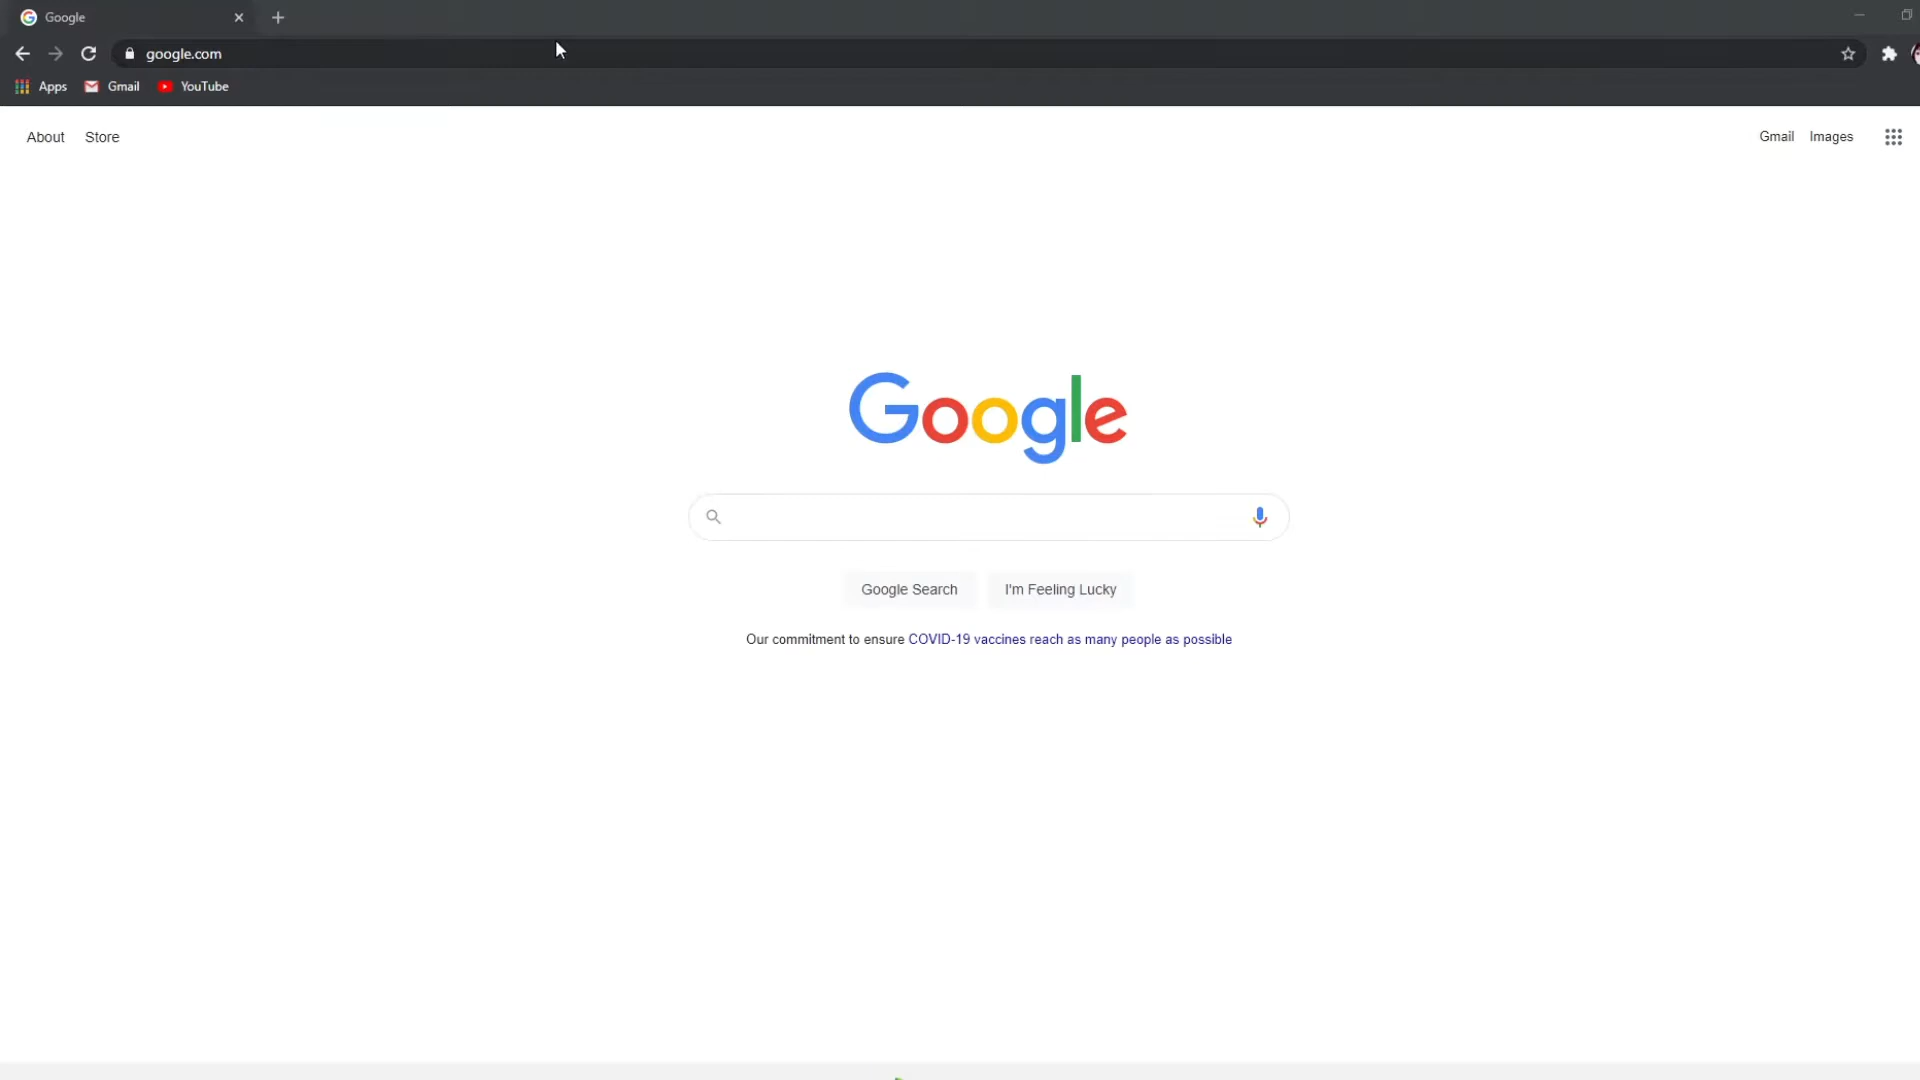 Google
google.com
Apps Gmail YouTube
About Store Gmail Images
Google
Google Search I'm Feeling Lucky
Our commitment to ensure COVID-19 vaccines reach as many people as possible